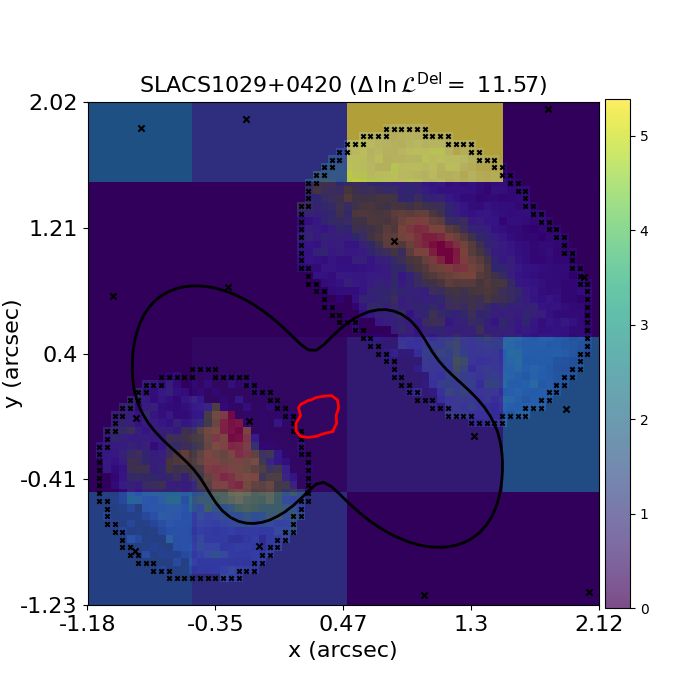 SLACS1029+0420 (Δ ln ℒ^Del = 11.57)
2.02
1.21
0.4
-0.41
-1.23
y (arcsec)
-1.18 -0.35 0.47 1.3 2.12
x (arcsec)
5
4
3
2
1
0